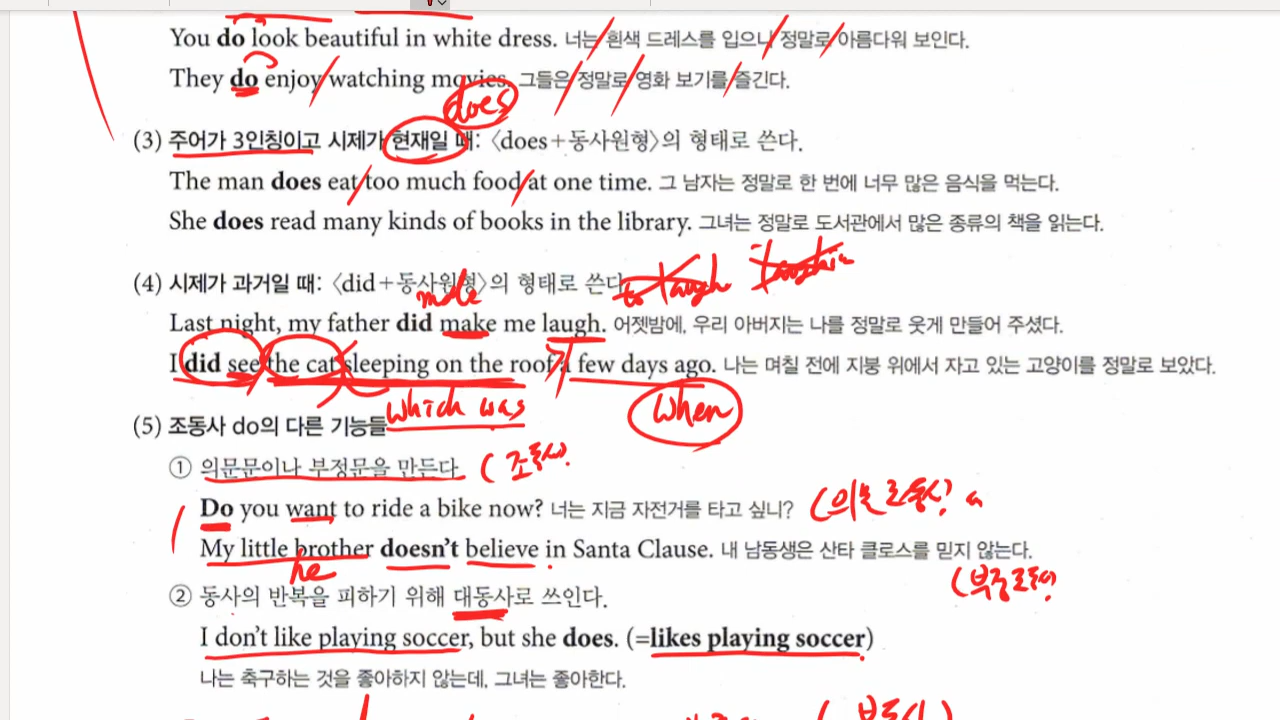 You do look beautiful in white dress. 너는 흰색 드레스를 입으니 정말로 아름다워 보인다.
They do enjoy watching movies. 그들은 정말로 영화 보기를 즐긴다.
does
(3) 주어가 3인칭이고 시제가 현재일 때: 〈does+동사원형〉의 형태로 쓴다.
The man does eat too much food at one time. 그 남자는 정말로 한 번에 너무 많은 음식을 먹는다.
She does read many kinds of books in the library. 그녀는 정말로 도서관에서 많은 종류의 책을 읽는다.
(4) 시제가 과거일 때: 〈did+동사원형〉의 형태로 쓴다. to laugh
Last night, my father did make me laugh. 어젯밤에, 우리 아버지는 나를 정말로 웃게 만들어 주셨다.
I did see the cat sleeping on the roof a few days ago. 나는 며칠 전에 지붕 위에서 자고 있는 고양이를 정말로 보았다.
which was when
(5) 조동사 do의 다른 기능들
① 의문문이나 부정문을 만든다. (조동사)
Do you want to ride a bike now? 너는 지금 자전거를 타고 싶니?
My little brother doesn't believe in Santa Clause. 내 남동생은 산타 클로스를 믿지 않는다.
he
② 동사의 반복을 피하기 위해 대동사로 쓰인다.
I don't like playing soccer, but she does. (=likes playing soccer)
나는 축구하는 것을 좋아하지 않는데, 그녀는 좋아한다.